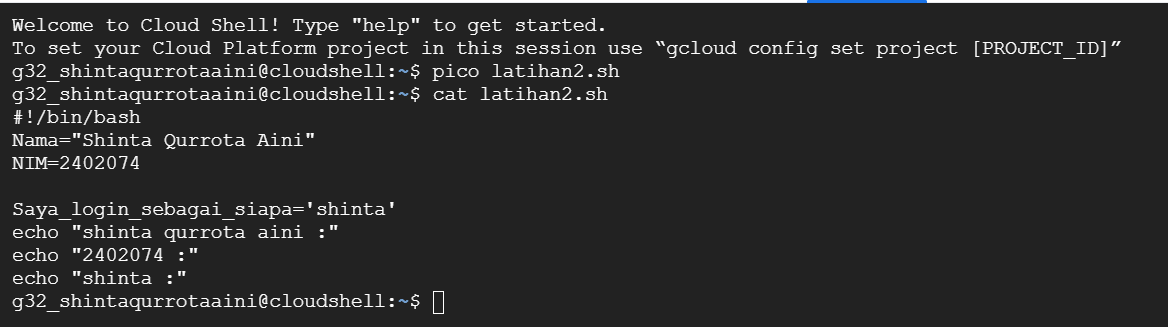 Welcome to Cloud Shell! Type "help" to get started.
To set your Cloud Platform project in this session use “gcloud config set project [PROJECT_ID]”
g32_shintaqurrotaaini@cloudshell:~$ pico latihan2.sh
g32_shintaqurrotaaini@cloudshell:~$ cat latihan2.sh
#!/bin/bash
Nama="Shinta Qurrota Aini"
NIM=2402074
Saya_login_sebagai_siapa='shinta'
echo "shinta qurrota aini :"
echo "2402074 :"
echo "shinta :"
g32_shintaqurrotaaini@cloudshell:~$